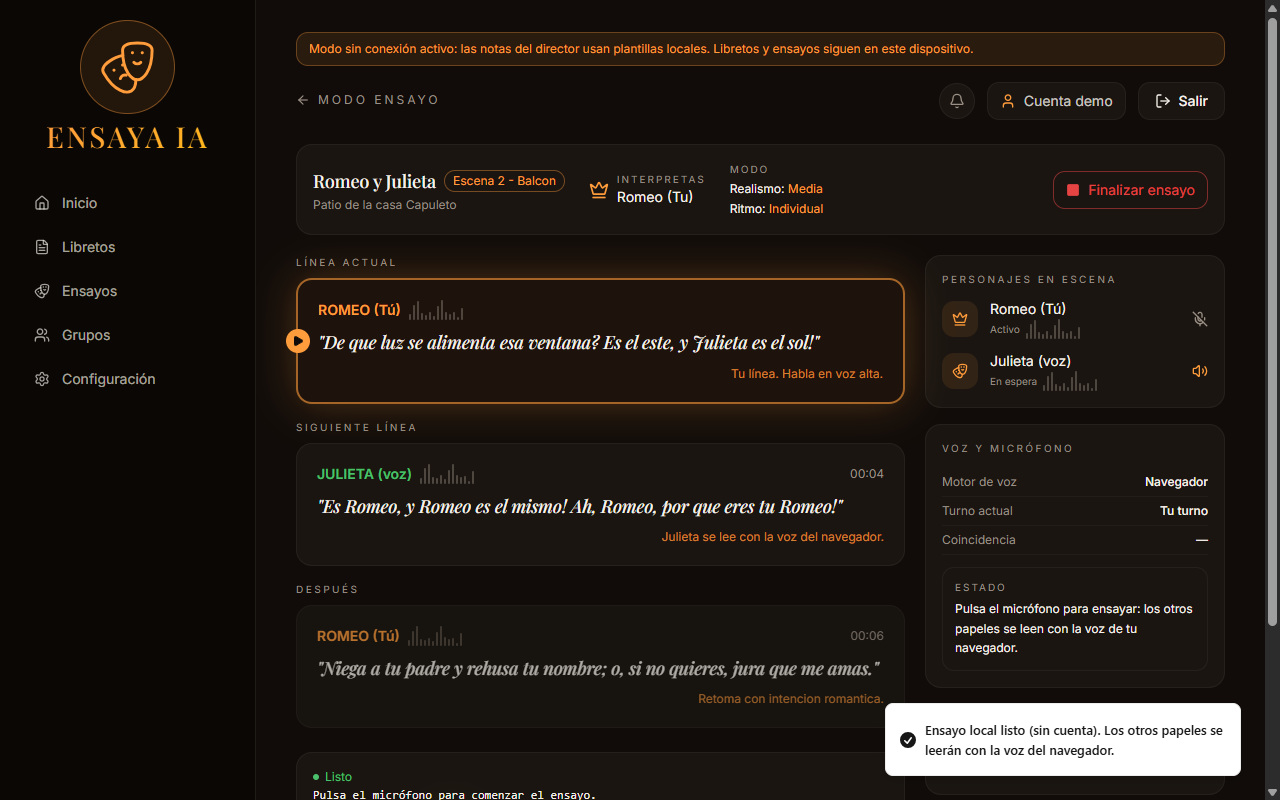 ENSAYA IA
Inicio
Libretos
Ensayos
Grupos
Configuración
Modo sin conexión activo: las notas del director usan plantillas locales. Libretos y ensayos siguen en este dispositivo.
← MODO ENSAYO
Cuenta demo
Salir
Romeo y Julieta
Escena 2 - Balcon
Patio de la casa Capuleto
INTERPRETAS
Romeo (Tu)
MODO
Realismo: Media
Ritmo: Individual
Finalizar ensayo
LÍNEA ACTUAL
ROMEO (Tú)
"De que luz se alimenta esa ventana? Es el este, y Julieta es el sol!"
Tu línea. Habla en voz alta.
SIGUIENTE LÍNEA
JULIETA (voz)
00:04
"Es Romeo, y Romeo es el mismo! Ah, Romeo, por que eres tu Romeo!"
Julieta se lee con la voz del navegador.
DESPUÉS
ROMEO (Tú)
00:06
"Niega a tu padre y rehusa tu nombre; o, si no quieres, jura que me amas."
Retoma con intencion romantica.
Listo
Pulsa el micrófono para comenzar el ensayo.
PERSONAJES EN ESCENA
Romeo (Tú)
Activo
Julieta (voz)
En espera
VOZ Y MICRÓFONO
Motor de voz Navegador
Turno actual Tu turno
Coincidencia —
ESTADO
Pulsa el micrófono para ensayar: los otros
papeles se leen con la voz de tu
navegador.
Ensayo local listo (sin cuenta). Los otros papeles se
leerán con la voz del navegador.